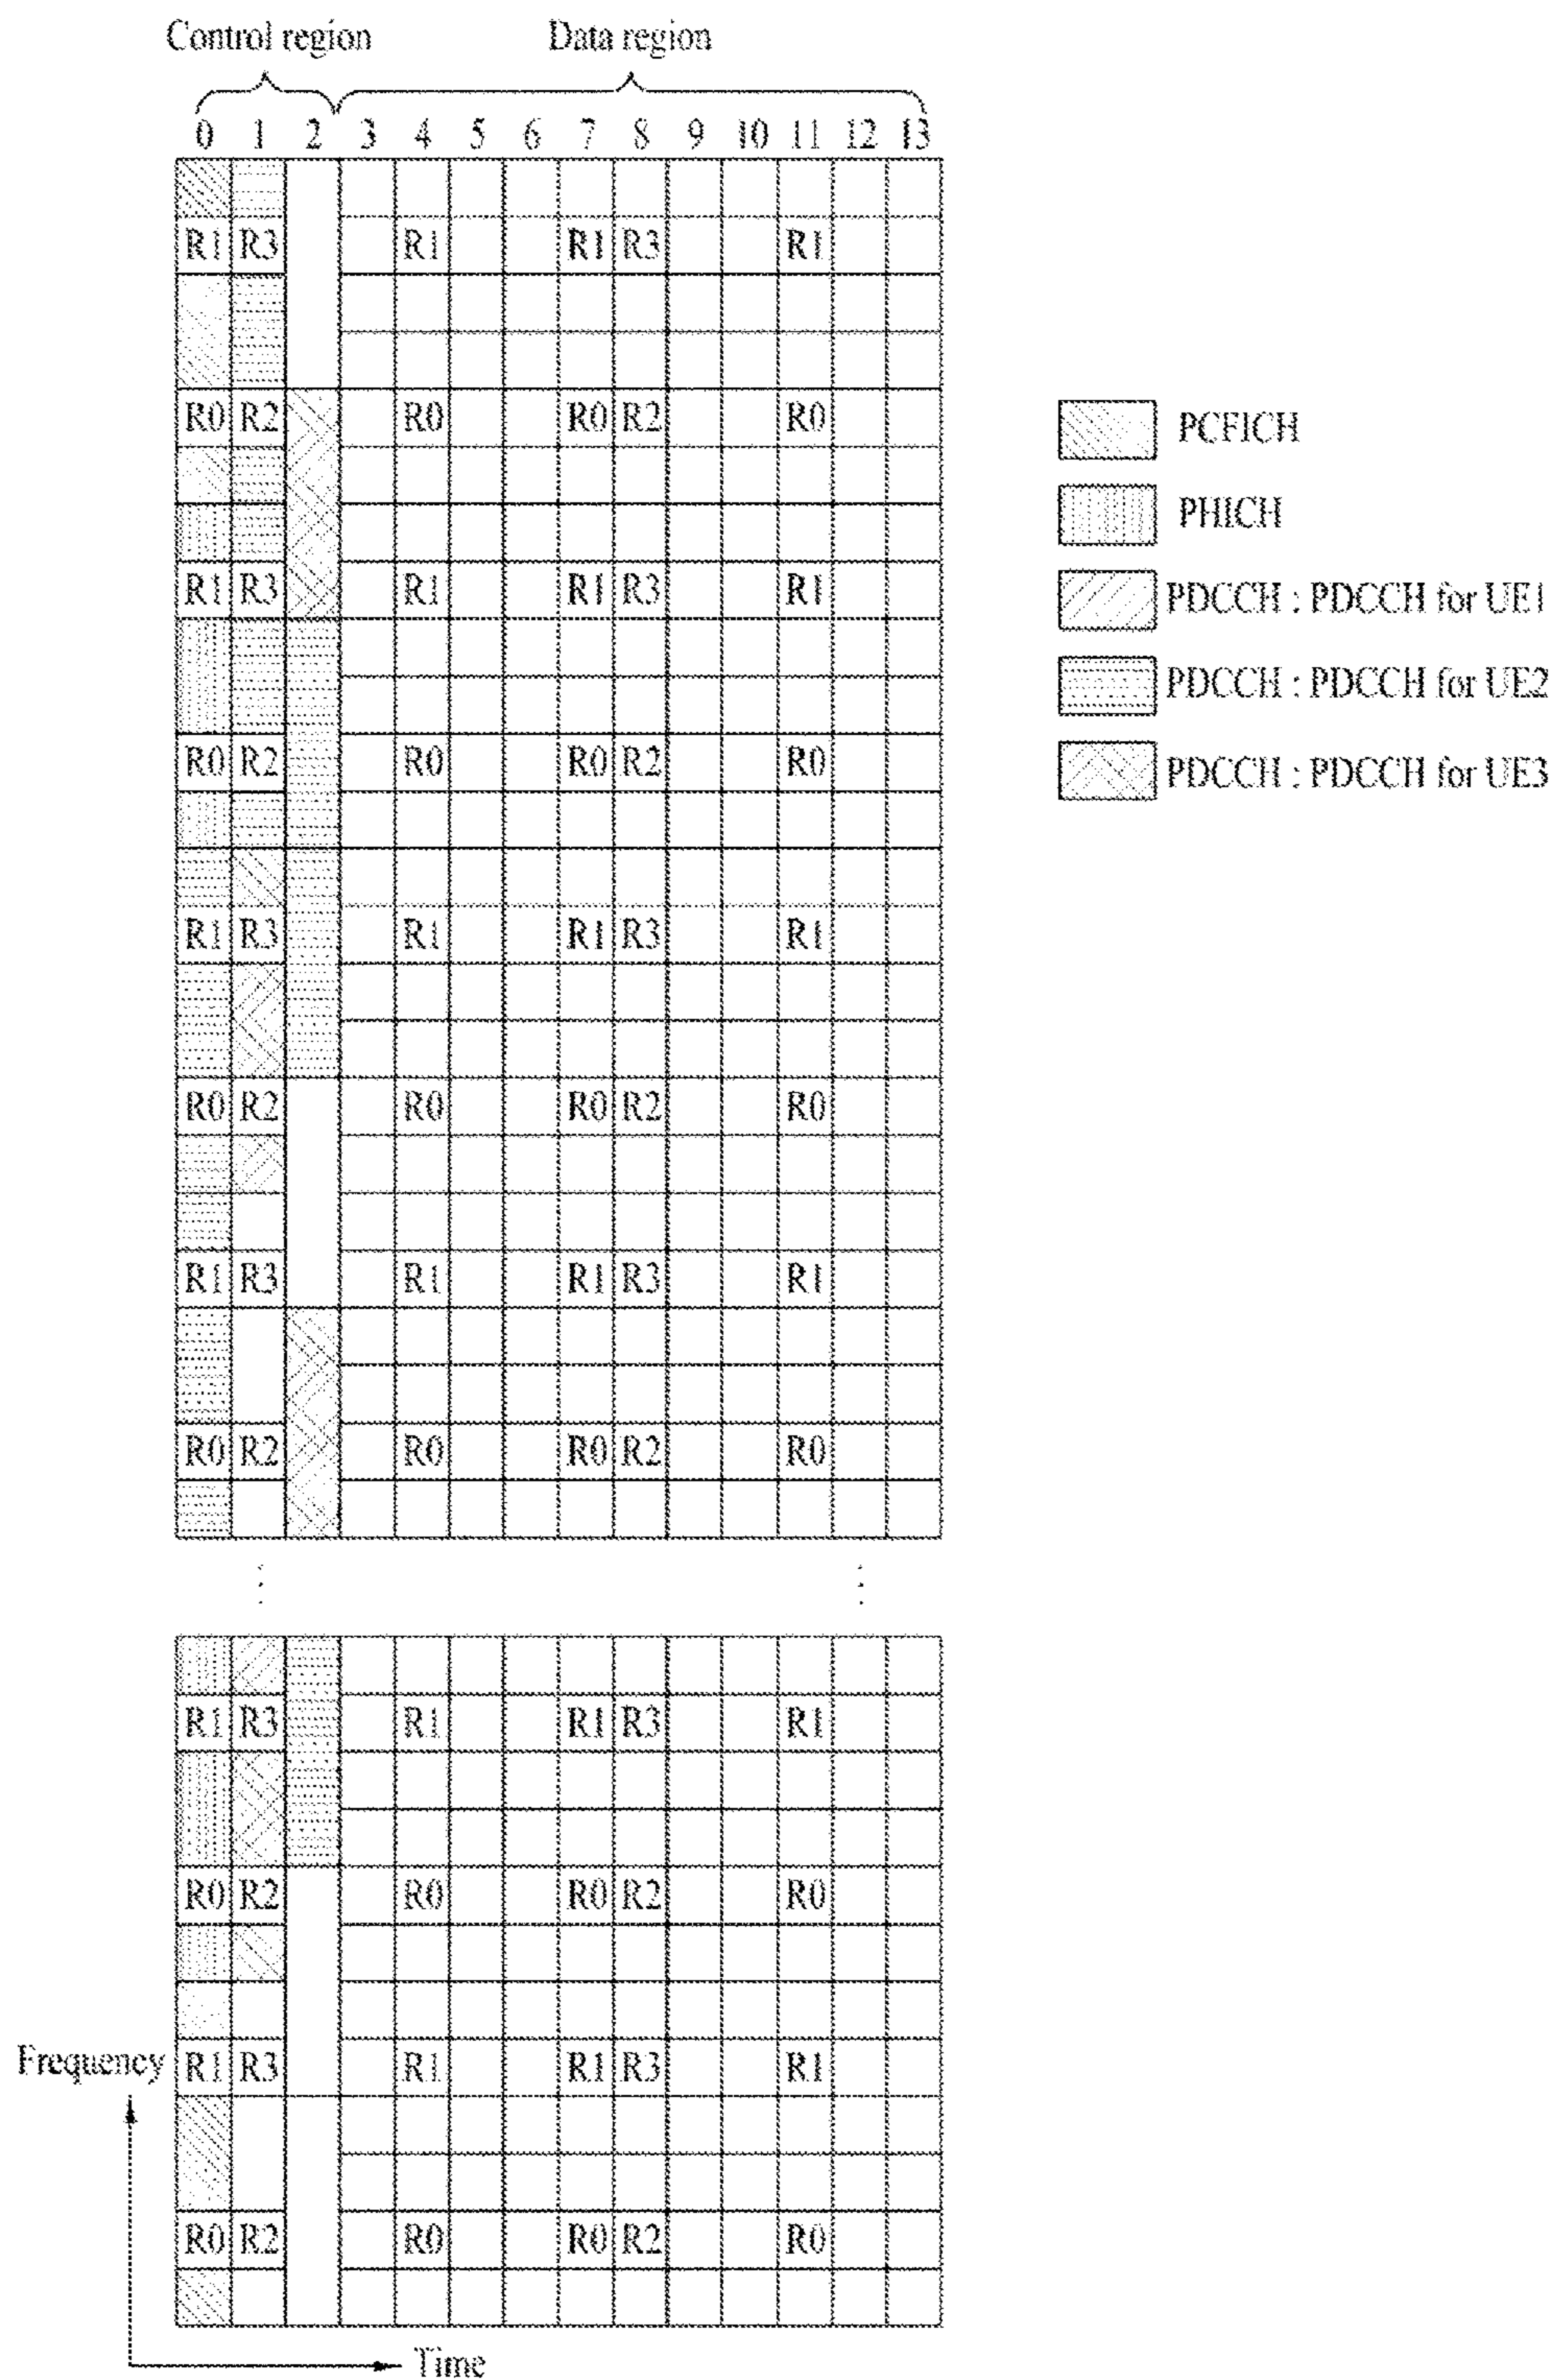 Control region Data region
0 1 2 3 4 5 6 7 8 9 10 11 12 13
R1 R3 R1 R1 R3 R1
R0 R2 R0 R0 R2 R0
PCFICH
PHICH
R1 R3 R1 R1 R3 R1
PDCCH : PDCCH for UE1
PDCCH : PDCCH for UE2
R0 R2 R0 R0 R2 R0
PDCCH : PDCCH for UE3
R1 R3 R1 R1 R3 R1
R0 R2 R0 R0 R2 R0
R1 R3 R1 R1 R3 R1
R0 R2 R0 R0 R2 R0
R1 R3 R1 R1 R3 R1
R0 R2 R0 R0 R2 R0
Frequency R1 R3 R1 R1 R3 R1
R0 R2 R0 R0 R2 R0
Time